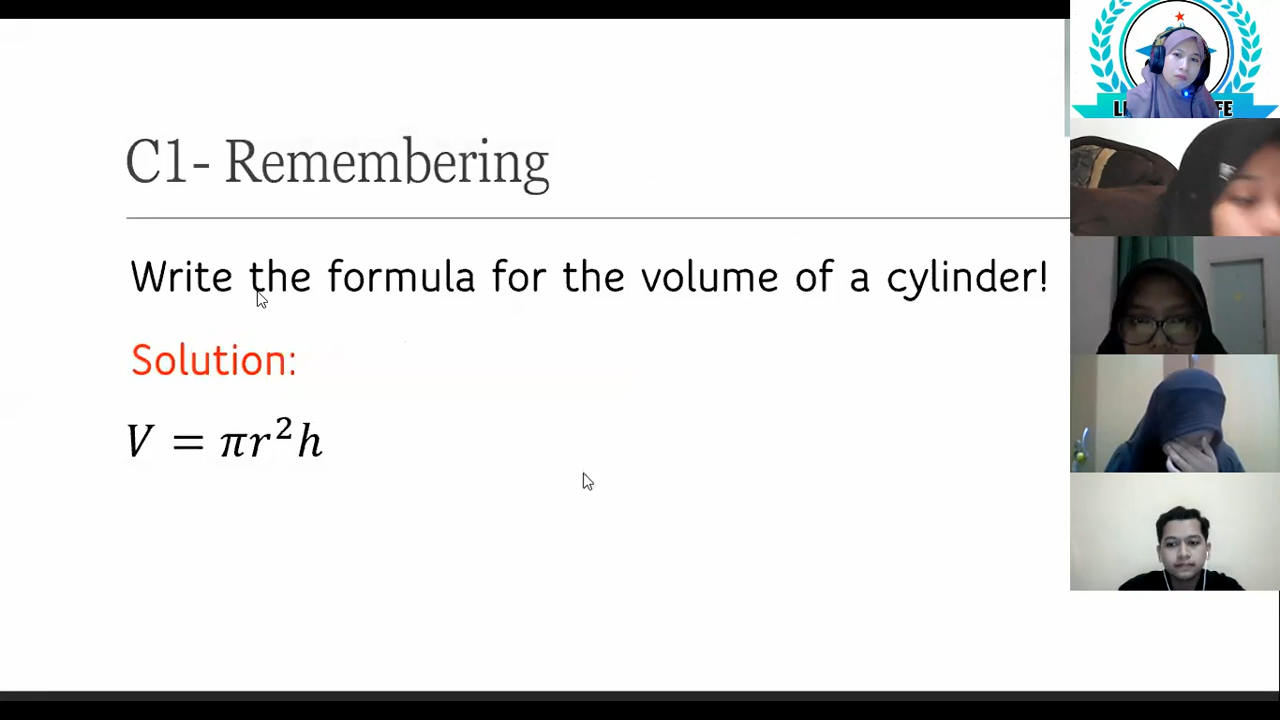 C1- Remembering
Write the formula for the volume of a cylinder!
Solution:
V = πr²h